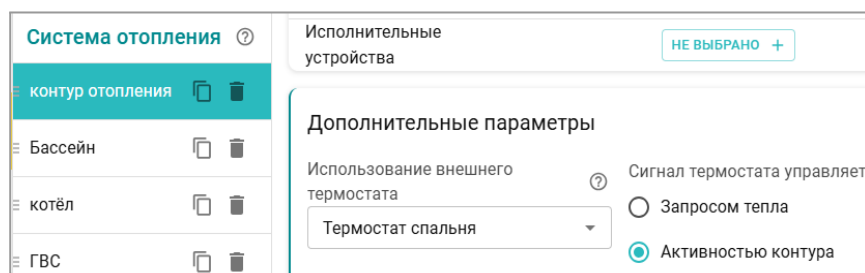 Система отопления
контур отопления
Бассейн
котёл
ГВС
Исполнительные
устройства
НЕ ВЫБРАНО +
Дополнительные параметры
Использование внешнего
термостата
Термостат спальня
Сигнал термостата управляет
Запросом тепла
Активностью контура